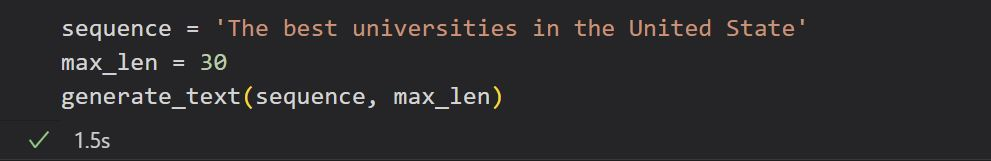 sequence = 'The best universities in the United State'
max_len = 30
generate_text(sequence, max_len)
✓ 1.5s